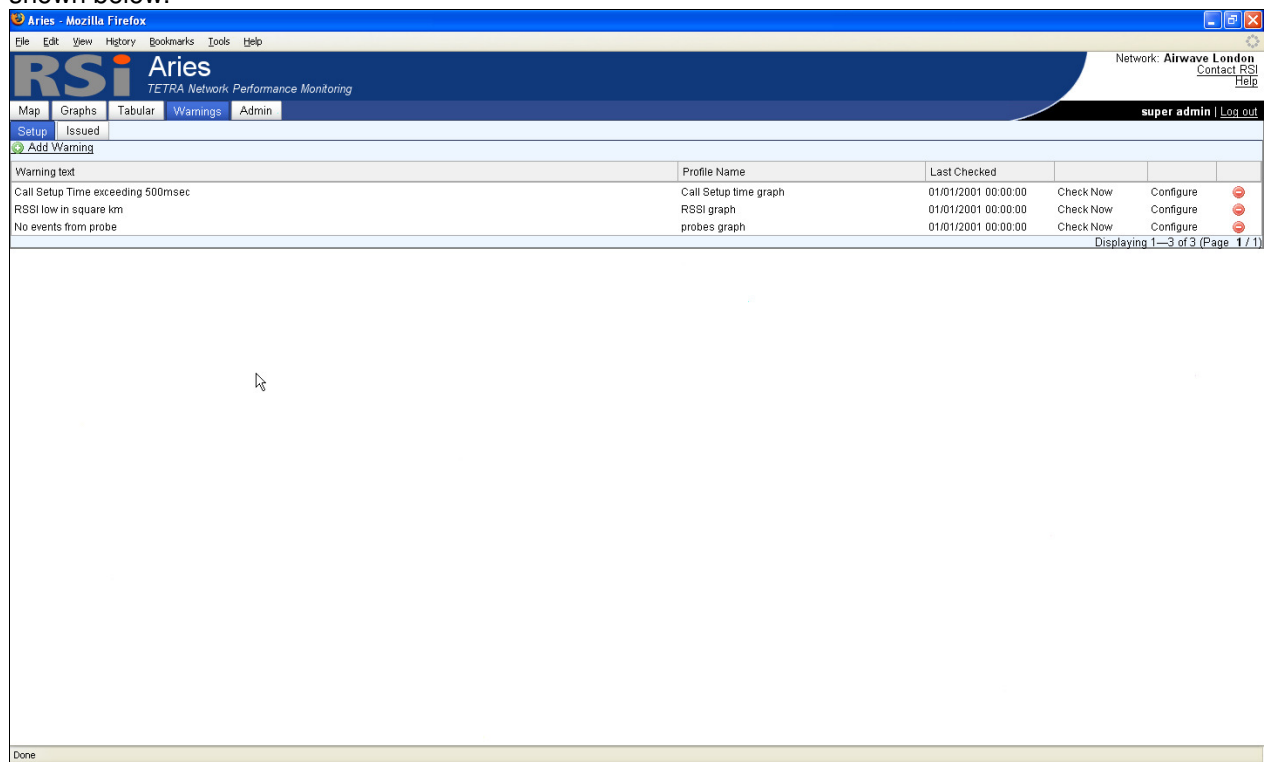 shown below.
Aries - Mozilla Firefox
File Edit View History Bookmarks Tools Help
RSi Aries
TETRA Network Performance Monitoring
Network: Airwave London
Contact RSI
Help
Map Graphs Tabular Warnings Admin
super admin | Log out
Setup Issued
Add Warning
Warning text Profile Name Last Checked
Call Setup Time exceeding 500msec Call Setup time graph 01/01/2001 00:00:00 Check Now Configure
RSSI low in square km RSSI graph 01/01/2001 00:00:00 Check Now Configure
No events from probe probes graph 01/01/2001 00:00:00 Check Now Configure
Displaying 1—3 of 3 (Page 1 / 1)
Done